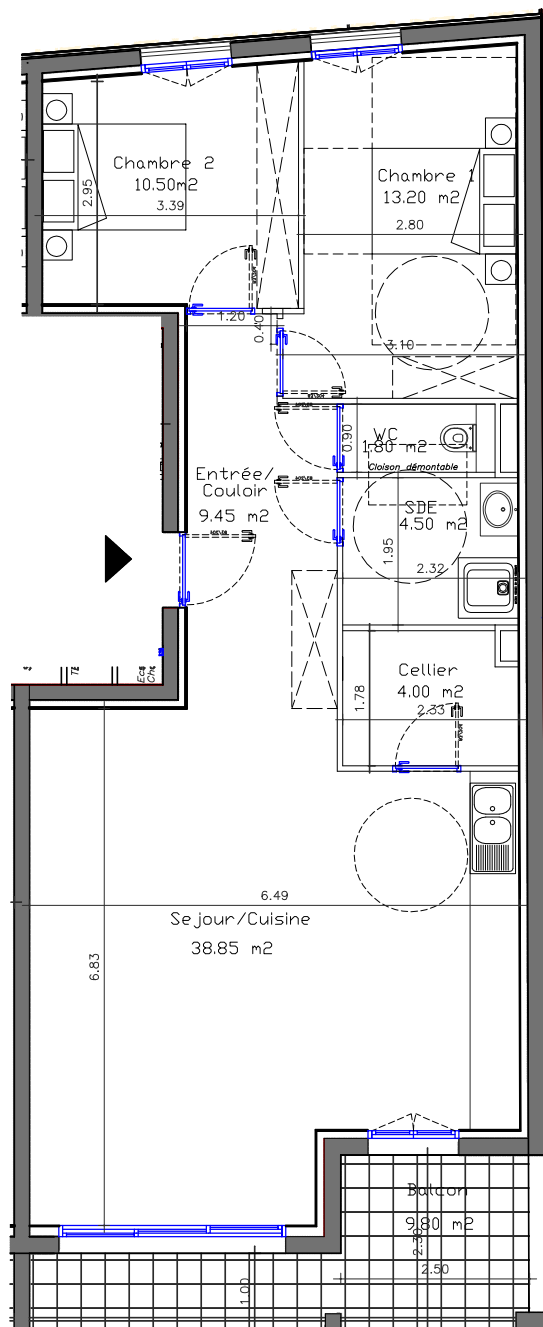 Chambre 2
10.50m2
2.95
3.39
Chambre 1
13.20 m2
2.80
1.20
0.40
3.10
WC
1.80 m2
0.90
Cloison démontable
Entrée/
Couloir
9.45 m2
SDE
4.50 m2
1.95
2.32
Cellier
4.00 m2
2.33
1.78
6.49
Sejour/Cuisine
38.85 m2
6.83
Balcon
9.80 m2
2.30
2.50
1.00